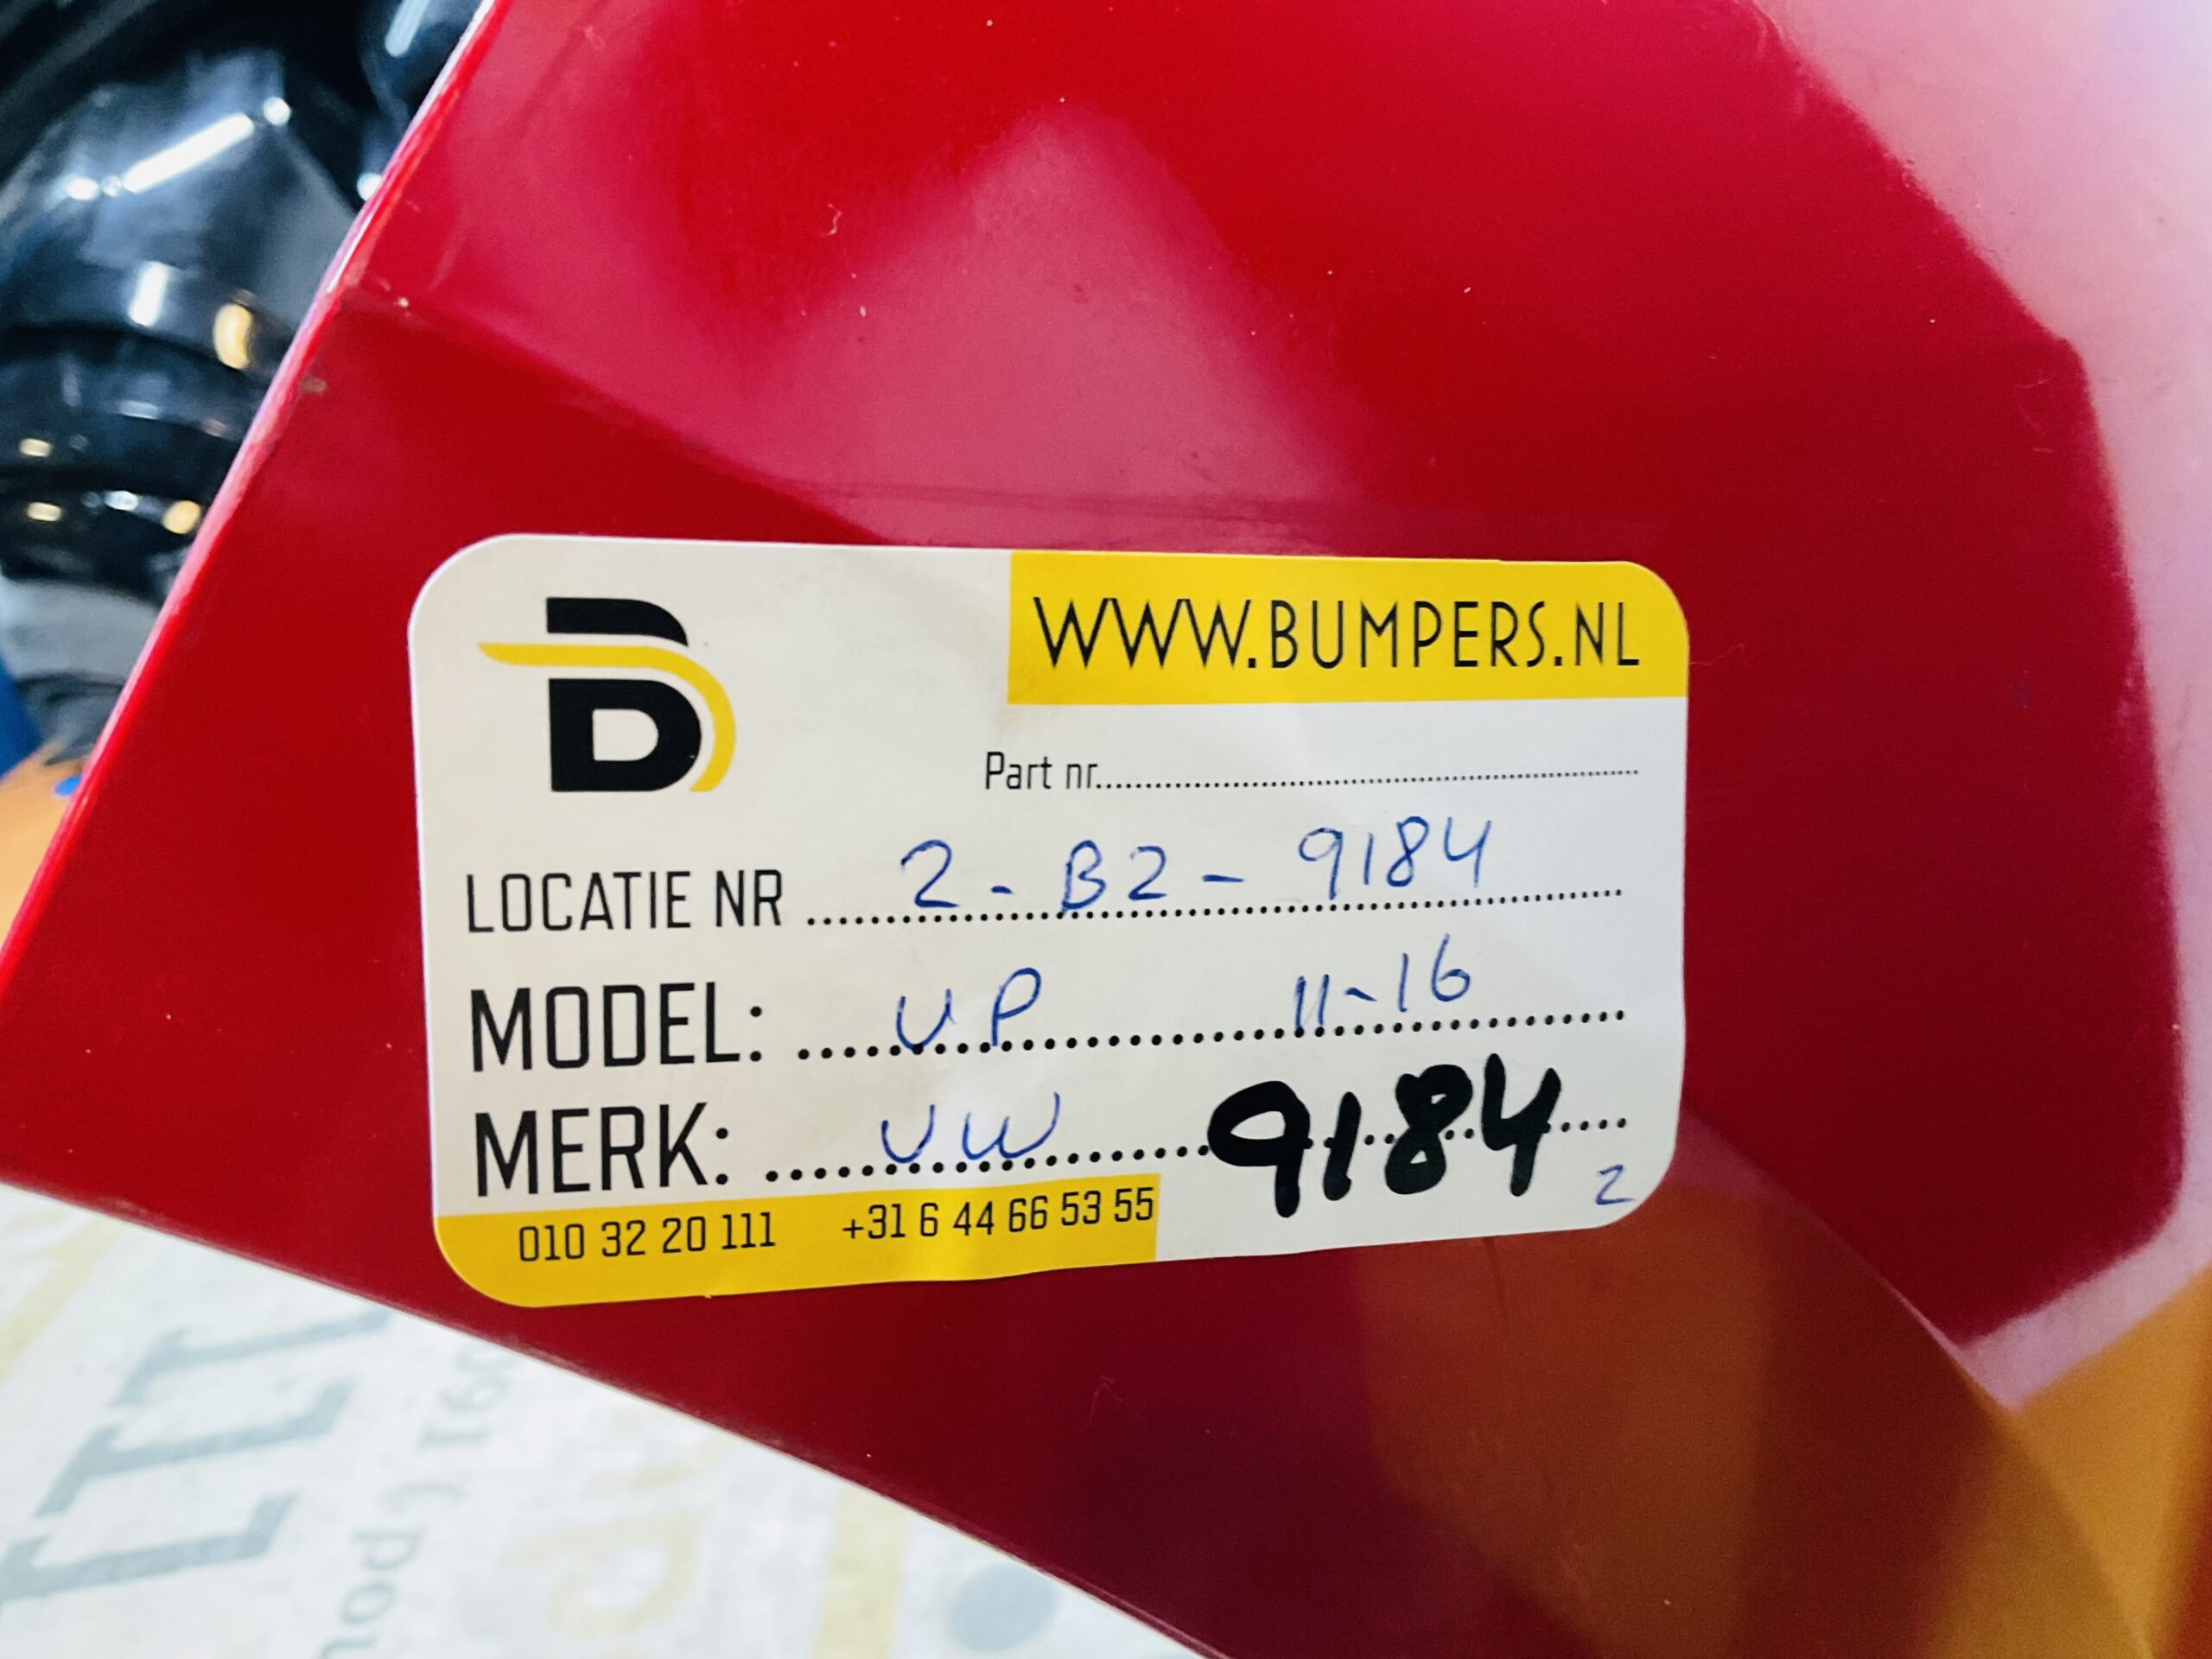 B
WWW.BUMPERS.NL
Part nr.
LOCATIE NR 2-B2-9184
MODEL: UP 11-16
MERK: VW 9184
2
010 32 20 111 +31 6 44 66 53 55